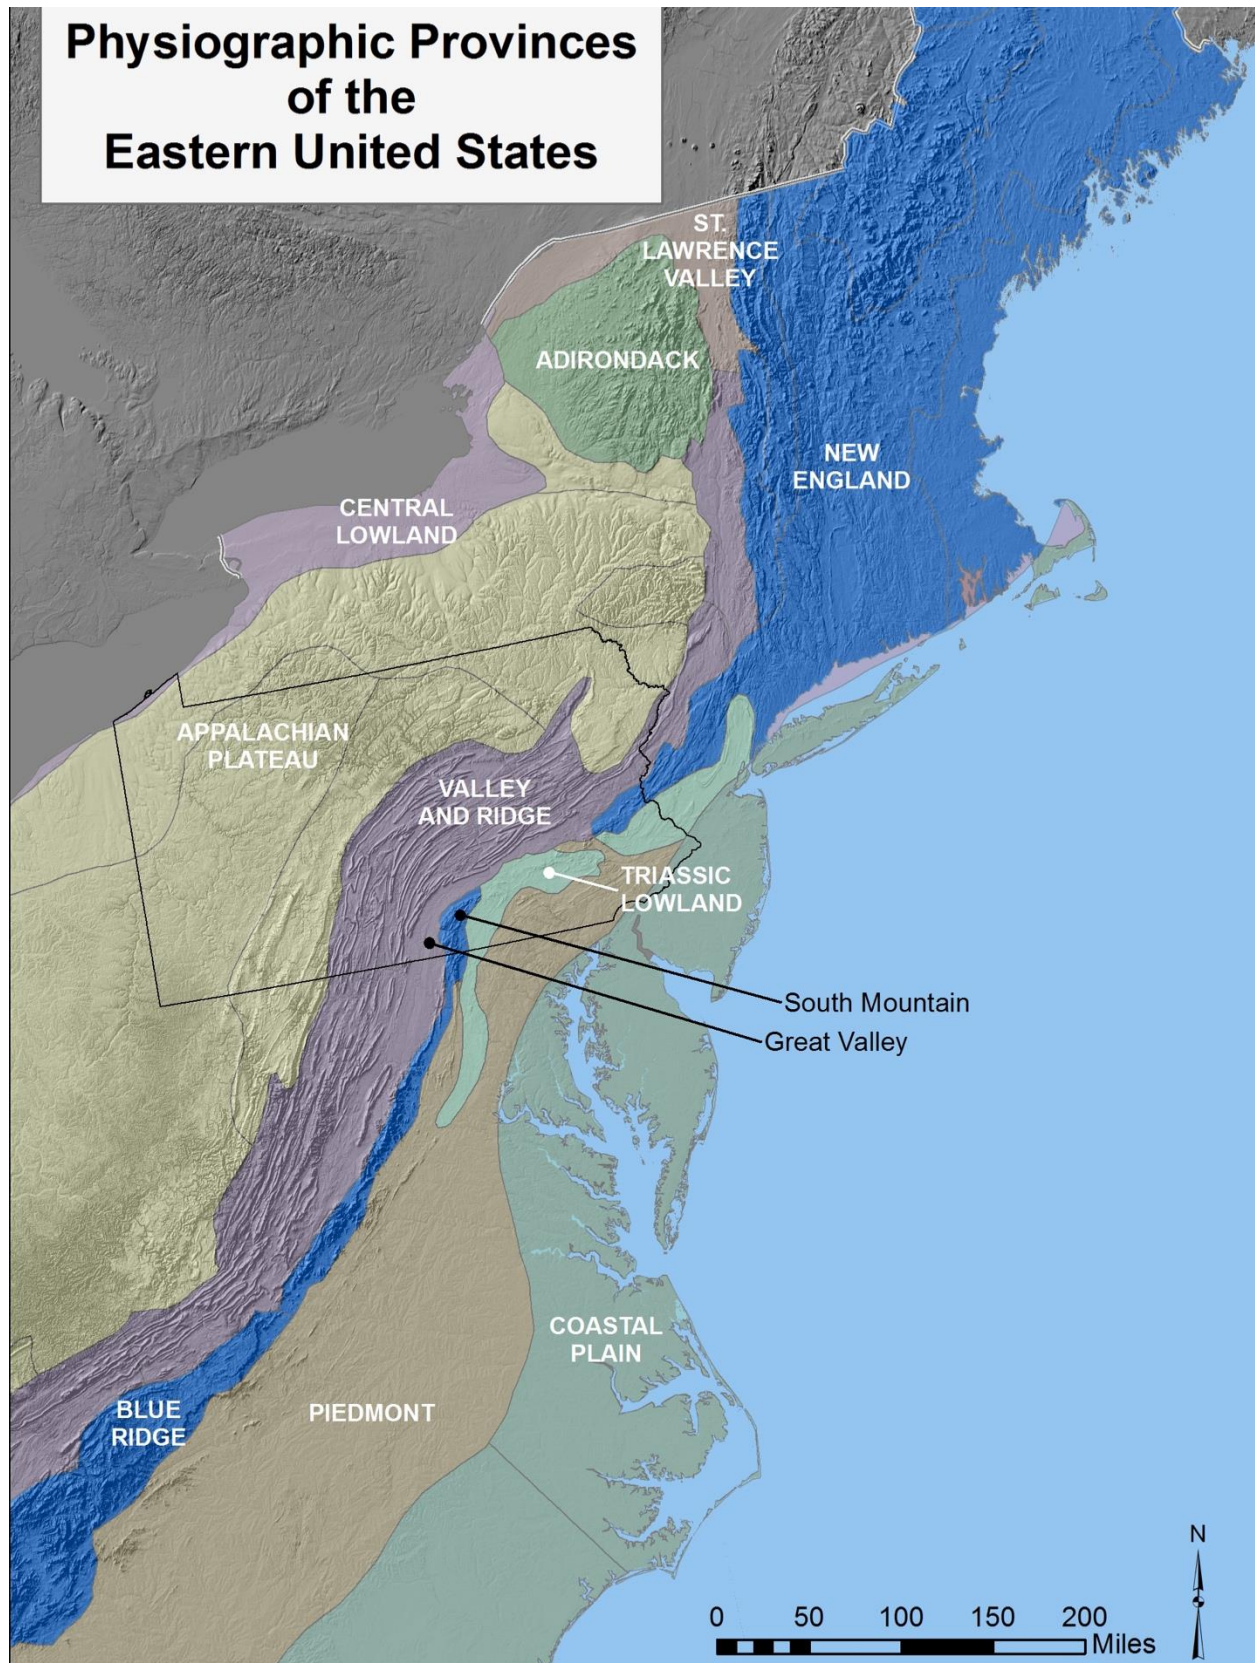 Physiographic Provinces
of the
Eastern United States
ST.
LAWRENCE
VALLEY
ADIRONDACK
NEW
ENGLAND
CENTRAL
LOWLAND
APPALACHIAN
PLATEAU
VALLEY
AND RIDGE
TRIASSIC
LOWLAND
South Mountain
Great Valley
COASTAL
PLAIN
BLUE
RIDGE
PIEDMONT
N
0 50 100 150 200
Miles